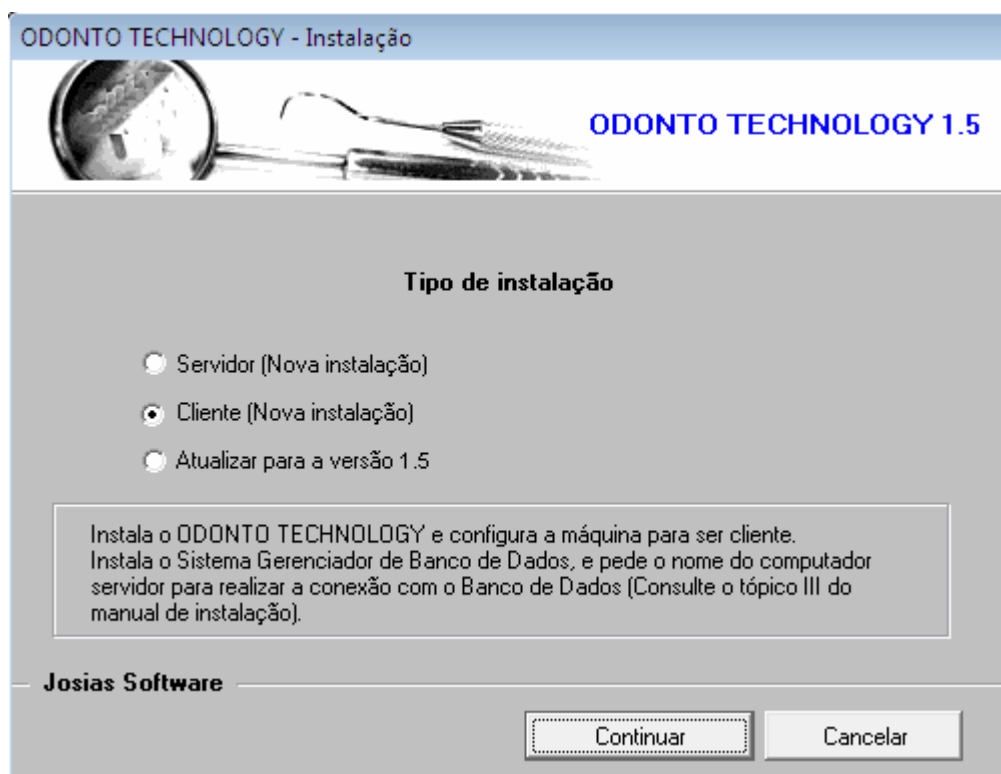 ODONTO TECHNOLOGY - Instalação
ODONTO TECHNOLOGY 1.5
Tipo de instalação
Servidor (Nova instalação)
Cliente (Nova instalação)
Atualizar para a versão 1.5
Instala o ODONTO TECHNOLOGY e configura a máquina para ser cliente.
Instala o Sistema Gerenciador de Banco de Dados, e pede o nome do computador
servidor para realizar a conexão com o Banco de Dados (Consulte o tópico III do
manual de instalação).
Josias Software
Continuar
Cancelar